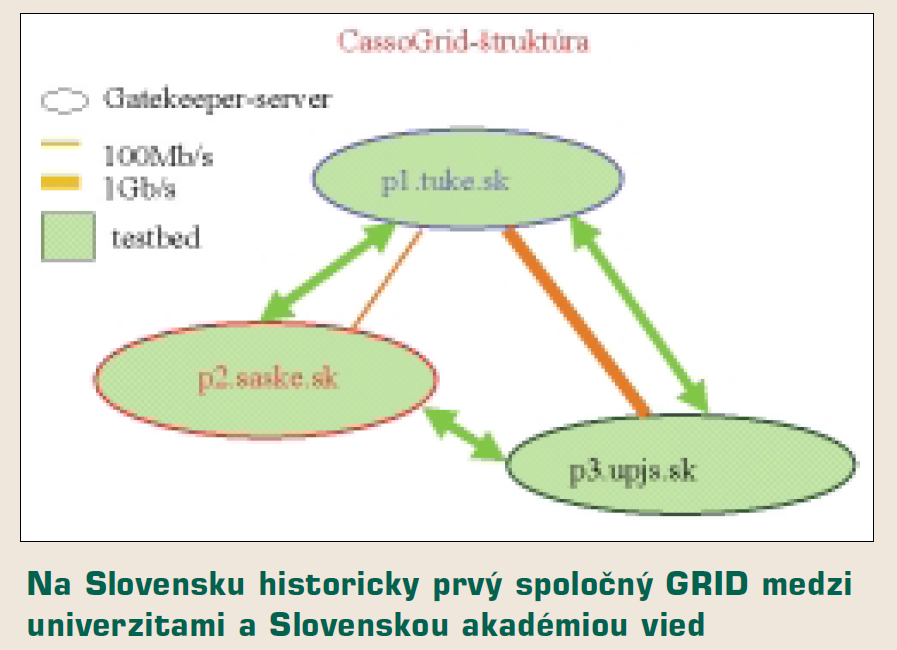 CassoGrid-štruktúra
Gatekeeper-server
100Mb/s
1Gb/s
testbed
p1.tuke.sk
p2.saske.sk
p3.upjs.sk
Na Slovensku historicky prvý spoločný GRID medzi
univerzitami a Slovenskou akadémiou vied